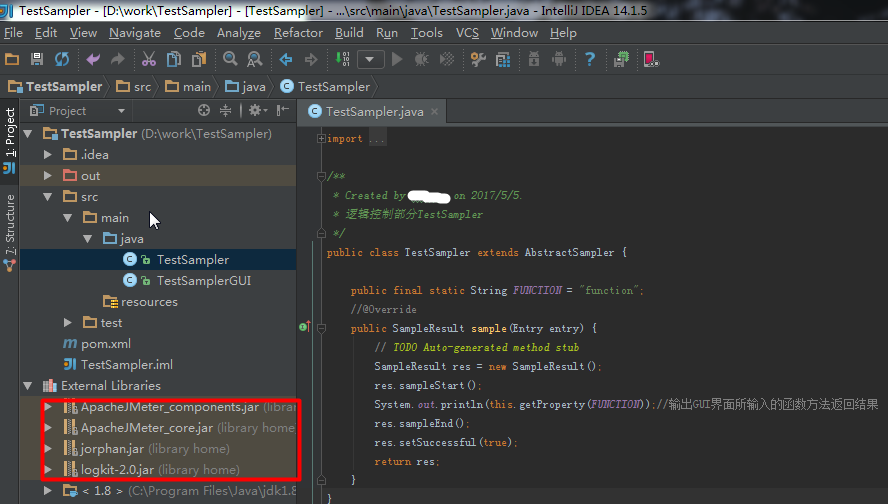 TestSampler - [D:\work\TestSampler] - [TestSampler] - ...\src\main\java\TestSampler.java - IntelliJ IDEA 14.1.5
File Edit View Navigate Code Analyze Refactor Build Run Tools VCS Window Help
TestSampler src main java TestSampler
1: Project
7: Structure
Project
TestSampler (D:\work\TestSampler)
.idea
out
src
main
java
TestSampler
TestSamplerGUI
resources
test
pom.xml
TestSampler.iml
External Libraries
ApacheJMeter_components.jar (libra
ApacheJMeter_core.jar (library home
jorphan.jar (library home)
logkit-2.0.jar (library home)
< 1.8 > (C:\Program Files\Java\jdk1.8
TestSampler.java
import ...
/**
* Created by on 2017/5/5.
* 逻辑控制部分TestSampler
*/
public class TestSampler extends AbstractSampler {
public final static String FUNCTION = "function";
//@Override
public SampleResult sample(Entry entry) {
// TODO Auto-generated method stub
SampleResult res = new SampleResult();
res.sampleStart();
System.out.println(this.getProperty(FUNCTION));//输出GUI界面所输入的函数方法返回结果
res.sampleEnd();
res.setSuccessful(true);
return res;
}
}